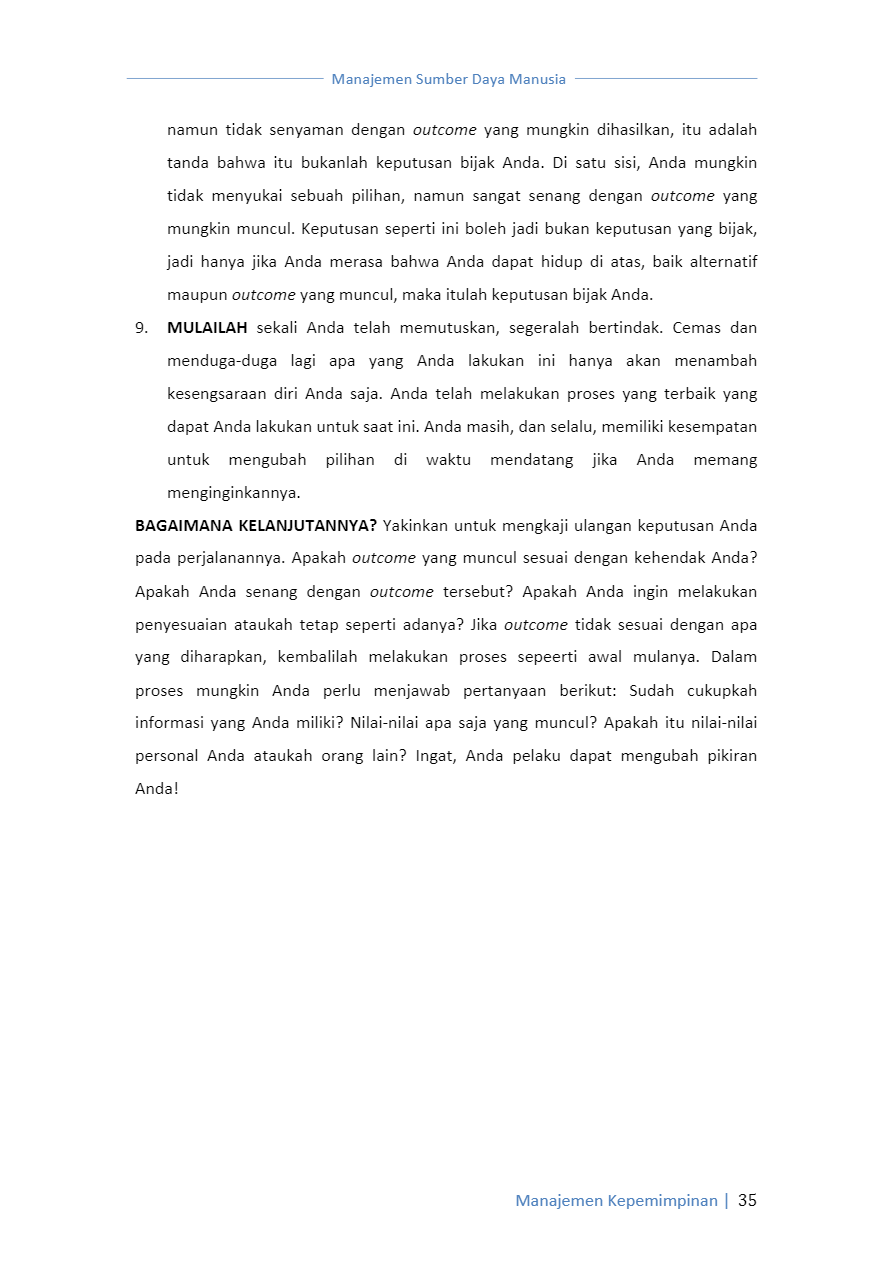 Manajemen Sumber Daya Manusia
namun tidak senyaman dengan outcome yang mungkin dihasilkan, itu adalah
tanda bahwa itu bukanlah keputusan bijak Anda. Di satu sisi, Anda mungkin
tidak menyukai sebuah pilihan, namun sangat senang dengan outcome yang
mungkin muncul. Keputusan seperti ini boleh jadi bukan keputusan yang bijak,
jadi hanya jika Anda merasa bahwa Anda dapat hidup di atas, baik alternatif
maupun outcome yang muncul, maka itulah keputusan bijak Anda.
9. MULAILAH sekali Anda telah memutuskan, segeralah bertindak. Cemas dan
menduga-duga lagi apa yang Anda lakukan ini hanya akan menambah
kesengsaraan diri Anda saja. Anda telah melakukan proses yang terbaik yang
dapat Anda lakukan untuk saat ini. Anda masih, dan selalu, memiliki kesempatan
untuk mengubah pilihan di waktu mendatang jika Anda memang
menginginkannya.
BAGAIMANA KELANJUTANNYA? Yakinkan untuk mengkaji ulangan keputusan Anda
pada perjalanannya. Apakah outcome yang muncul sesuai dengan kehendak Anda?
Apakah Anda senang dengan outcome tersebut? Apakah Anda ingin melakukan
penyesuaian ataukah tetap seperti adanya? Jika outcome tidak sesuai dengan apa
yang diharapkan, kembalilah melakukan proses sepeerti awal mulanya. Dalam
proses mungkin Anda perlu menjawab pertanyaan berikut: Sudah cukupkah
informasi yang Anda miliki? Nilai-nilai apa saja yang muncul? Apakah itu nilai-nilai
personal Anda ataukah orang lain? Ingat, Anda pelaku dapat mengubah pikiran
Anda!
Manajemen Kepemimpinan | 35